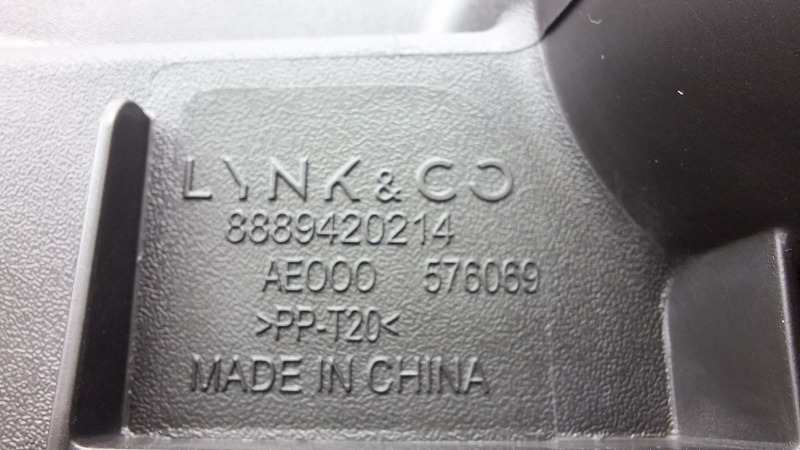 LYNK & CO
8889420214
AE000 576069
>PP-T20<
MADE IN CHINA